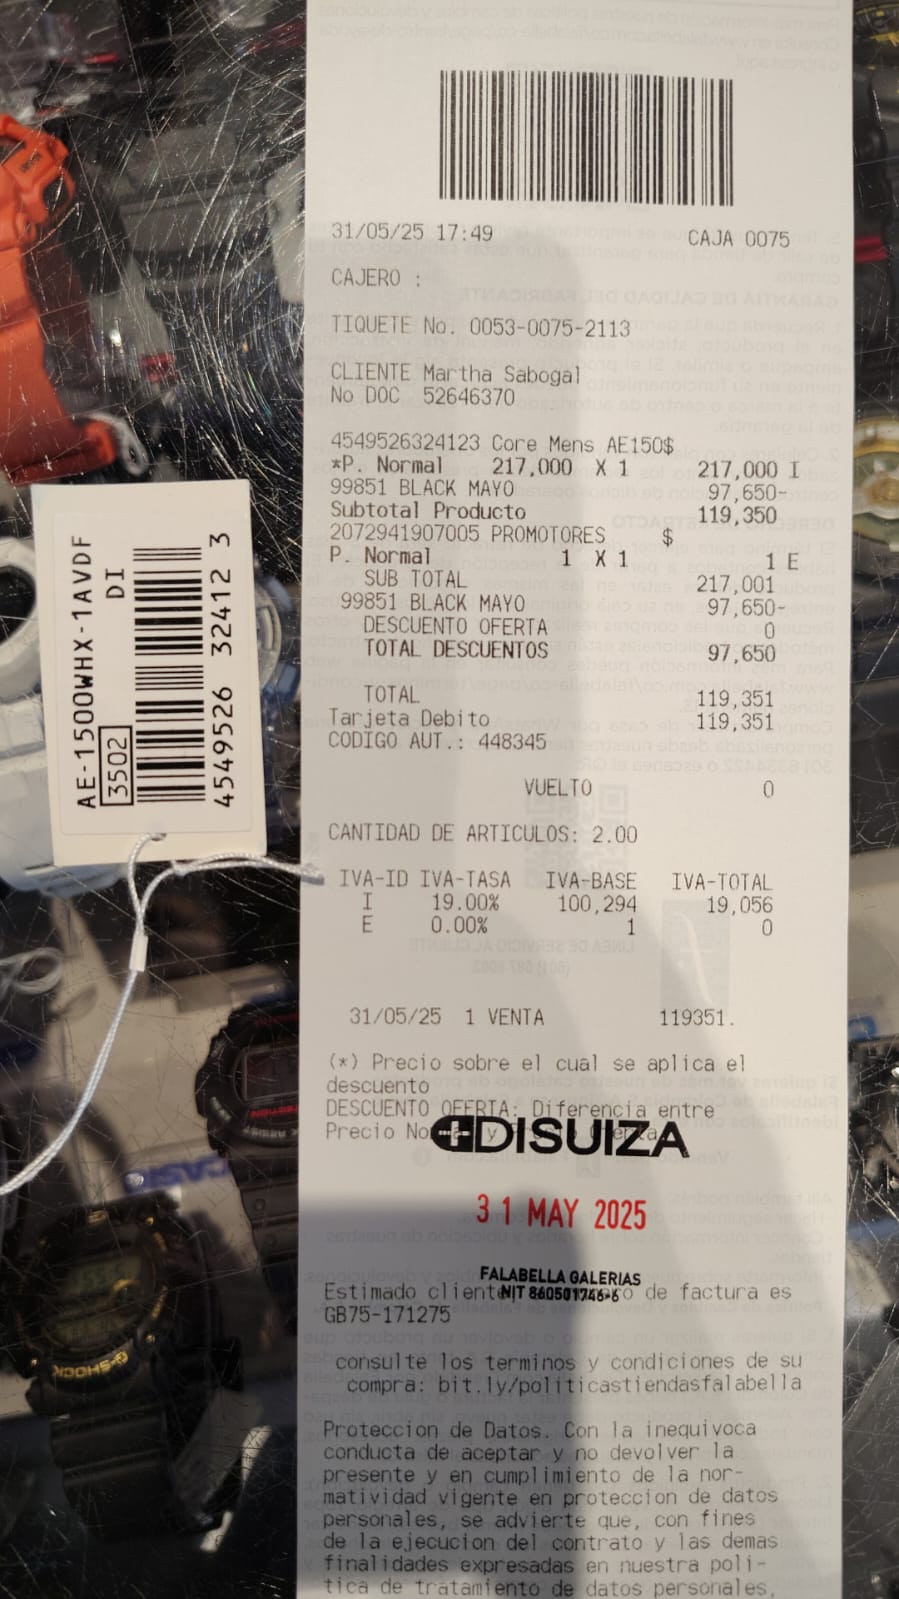 31/05/25 17:49 CAJA 0075
CAJERO :
TIQUETE No. 0053-0075-2113
CLIENTE Martha Sabogal
No DOC 52646370
4549526324123 Core Mens AE150$
*P. Normal 217,000 X 1 217,000 I
99851 BLACK MAYO 97,650-
Subtotal Producto 119,350
2072941907005 PROMOTORES $
P. Normal 1 X 1 1 E
SUB TOTAL 217,001
99851 BLACK MAYO 97,650-
DESCUENTO OFERTA 0
TOTAL DESCUENTOS 97,650
TOTAL 119,351
Tarjeta Debito 119,351
CODIGO AUT.: 448345
VUELTO 0
CANTIDAD DE ARTICULOS: 2.00
IVA-ID IVA-TASA IVA-BASE IVA-TOTAL
I 19.00% 100,294 19,056
E 0.00% 1 0
31/05/25 1 VENTA 119351.
(*) Precio sobre el cual se aplica el
descuento
DESCUENTO OFERTA: Diferencia entre
Precio y
DISUIZA
31 MAY 2025
FALABELLA GALERIAS
NIT 860501746-6
Estimado de factura es
GB75-171275
consulte los terminos y condiciones de su
compra: bit.ly/politicastiendasfalabella
Proteccion de Datos. Con la inequivoca
conducta de aceptar y no devolver la
presente y en cumplimiento de la nor-
matividad vigente en proteccion de datos
personales, se advierte que, con fines
de la ejecucion del contrato y las demas
finalidades expresadas en nuestra poli-
tica de tratamiento de datos personales,
AE-1500WHX-1AVDF
DI
3502
4549526 32412 3
CASIO
G-SHOCK